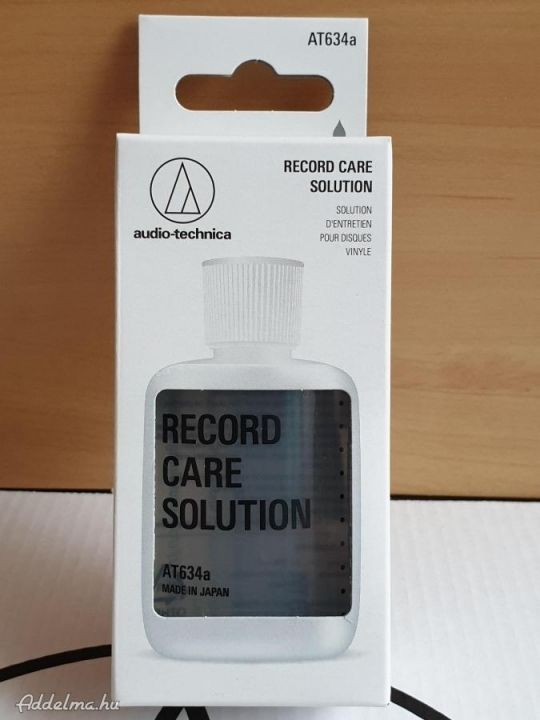 AT634a
RECORD CARE
SOLUTION
SOLUTION
D'ENTRETIEN
POUR DISQUES
VINYLE
audio-technica
RECORD
CARE
SOLUTION
AT634a
MADE IN JAPAN
Addelma.hu